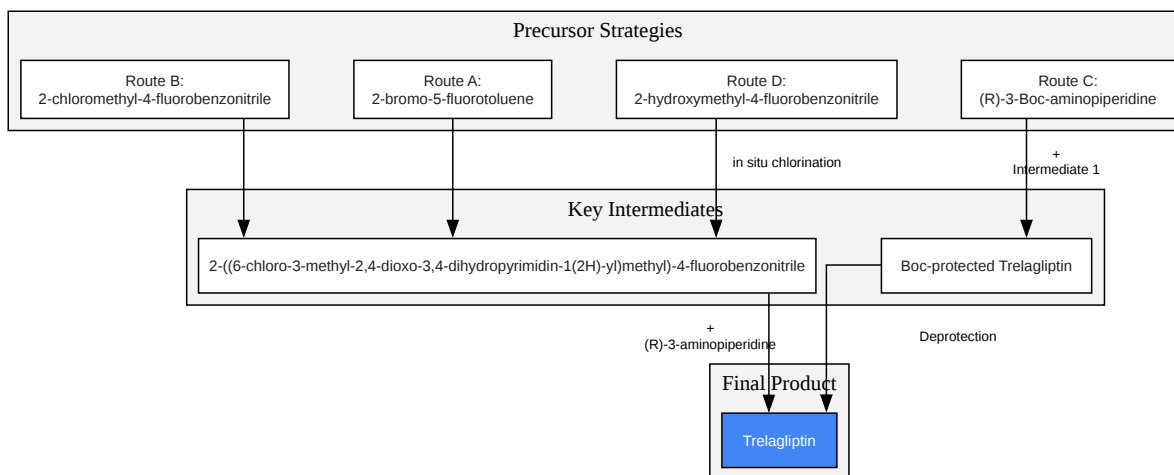 Precursor Strategies
Route B:
2-chloromethyl-4-fluorobenzonitrile
Route A:
2-bromo-5-fluorotoluene
Route D:
2-hydroxymethyl-4-fluorobenzonitrile
Route C:
(R)-3-Boc-aminopiperidine
in situ chlorination
+
Intermediate 1
Key Intermediates
2-((6-chloro-3-methyl-2,4-dioxo-3,4-dihydropyrimidin-1(2H)-yl)methyl)-4-fluorobenzonitrile
Boc-protected Trelagliptin
+
(R)-3-aminopiperidine
Deprotection
Final Product
Trelagliptin